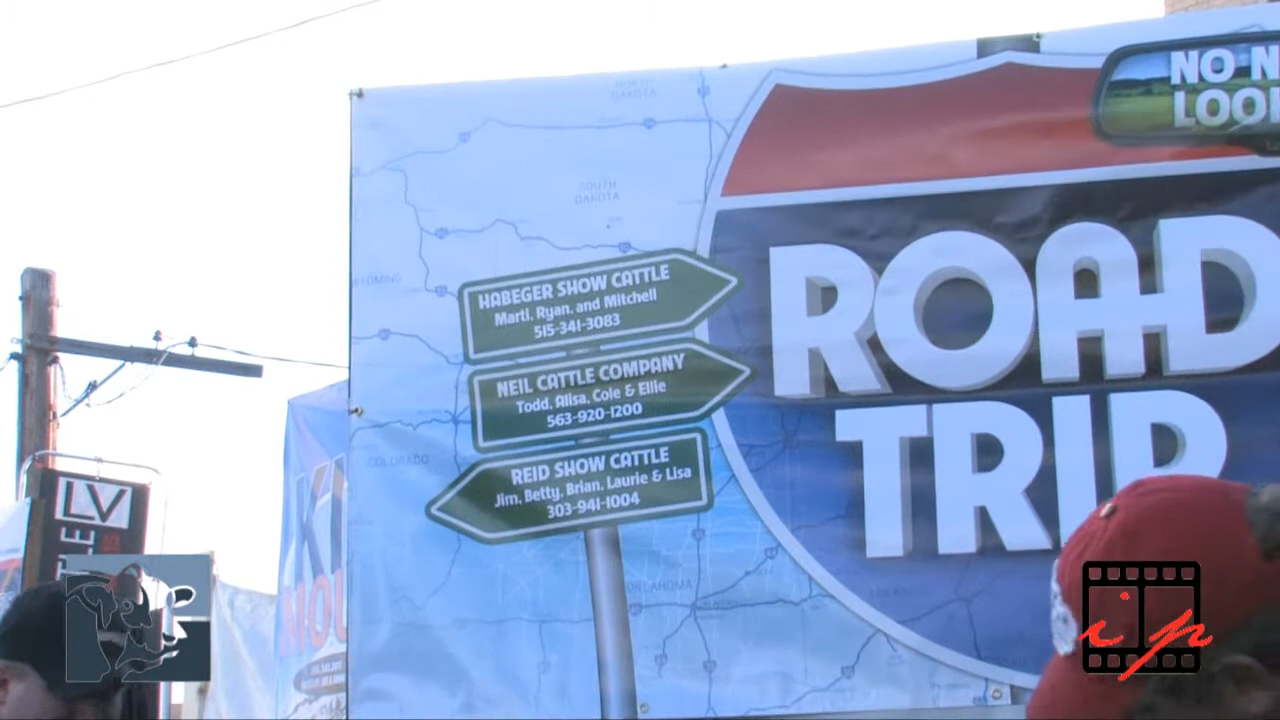 NORTH
DAKOTA
NO N
LOO
SOUTH
DAKOTA
WYOMING
HABEGER SHOW CATTLE
Marti, Ryan, and Mitchell
515-341-3083
NEIL CATTLE COMPANY
Todd, Alisa, Cole & Ellie
563-920-1200
REID SHOW CATTLE
Jim, Betty, Brian, Laurie & Lisa
303-941-1004
ROAD
TRIP
COLORADO
OKLAHOMA
LV
MOU
ip